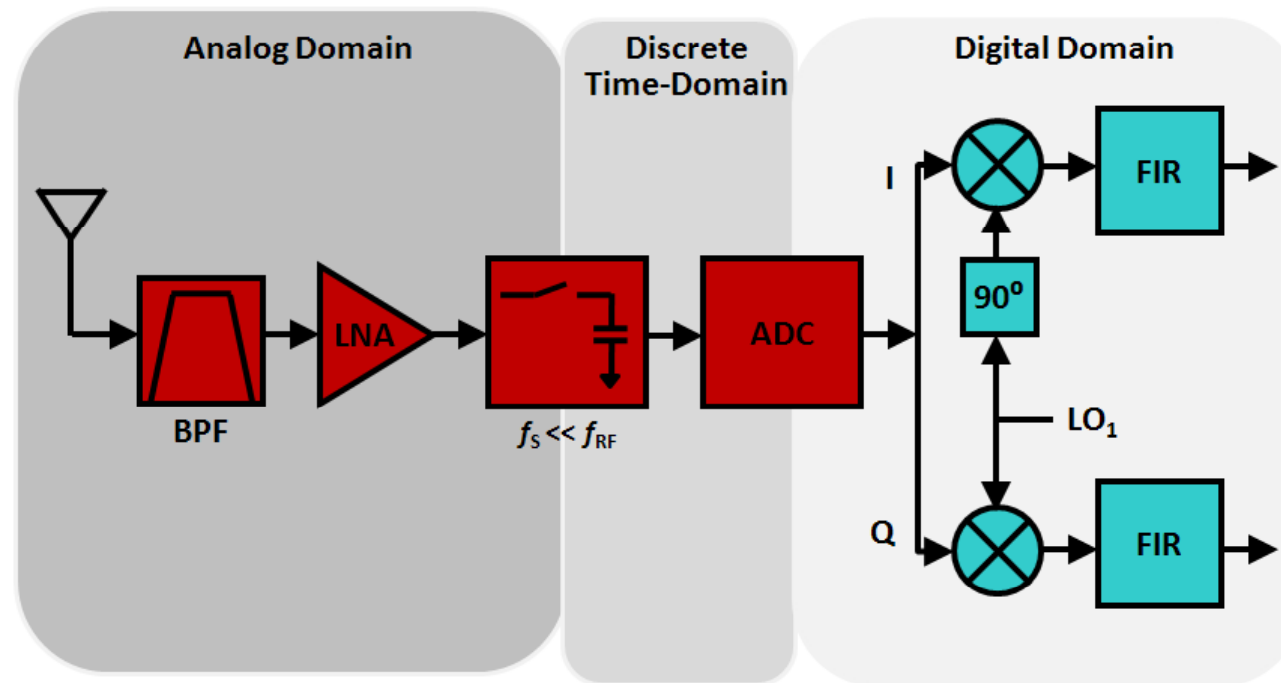 Analog Domain
Discrete
Time-Domain
Digital Domain
I
FIR
LNA
ADC
90º
BPF
fS << fRF
LO1
Q
FIR